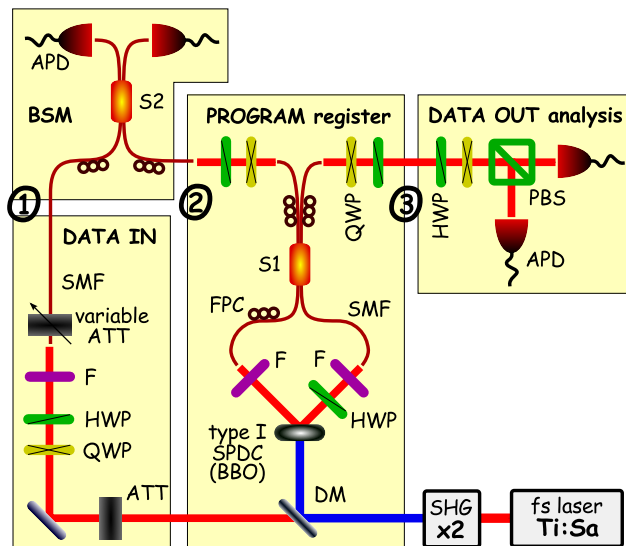 APD
S2
BSM
PROGRAM register
DATA OUT analysis
1
2
3
QWP
HWP
PBS
APD
DATA IN
SMF
variable
ATT
S1
FPC
SMF
F
F
F
HWP
HWP
QWP
type I
SPDC
(BBO)
ATT
DM
SHG
x2
fs laser
Ti:Sa